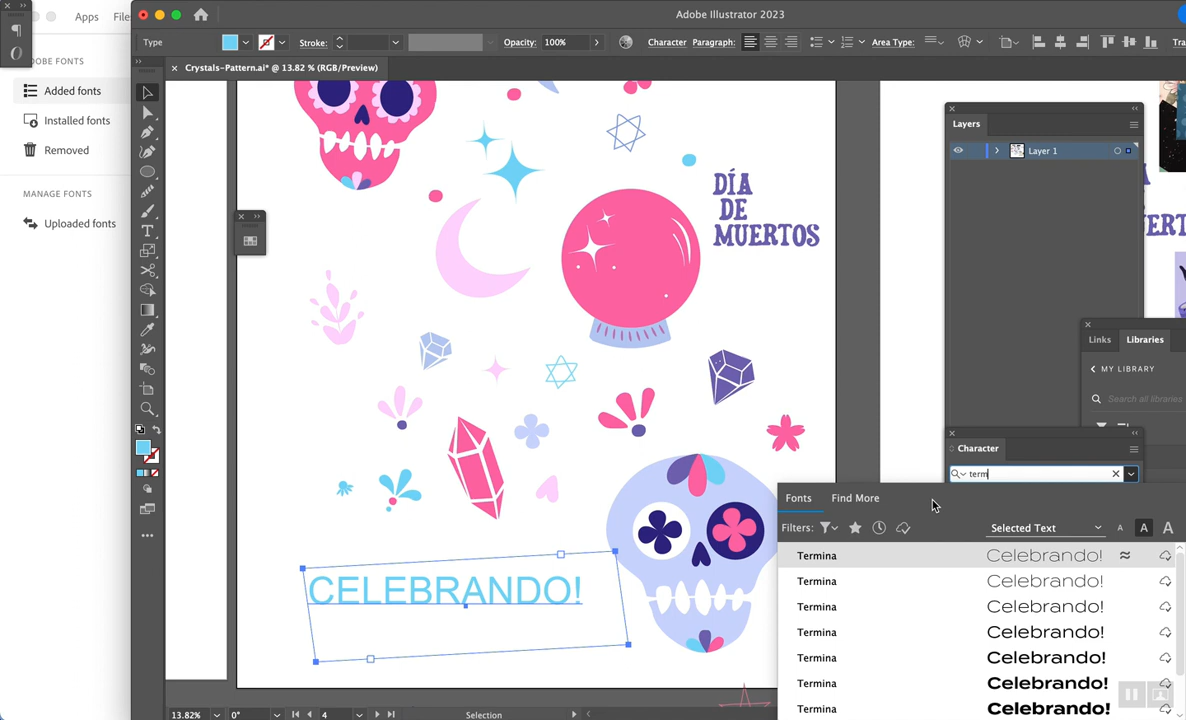 Apps
File
ADOBE FONTS
Added fonts
Installed fonts
Removed
MANAGE FONTS
Uploaded fonts
Adobe Illustrator 2023
Type
Stroke:
Opacity:
100%
Character
Paragraph:
Area Type:
Crystals-Pattern.ai* @ 13.82 % (RGB/Preview)
DÍA
DE
MUERTOS
CELEBRANDO!
Layers
Layer 1
Links
Libraries
MY LIBRARY
Search all libraries
Character
term
Fonts
Find More
Filters:
Selected Text
A
A
A
Termina
Celebrando!
Termina
Celebrando!
Termina
Celebrando!
Termina
Celebrando!
Termina
Celebrando!
Termina
Celebrando!
Termina
Celebrando!
13.82%
0°
4
Selection